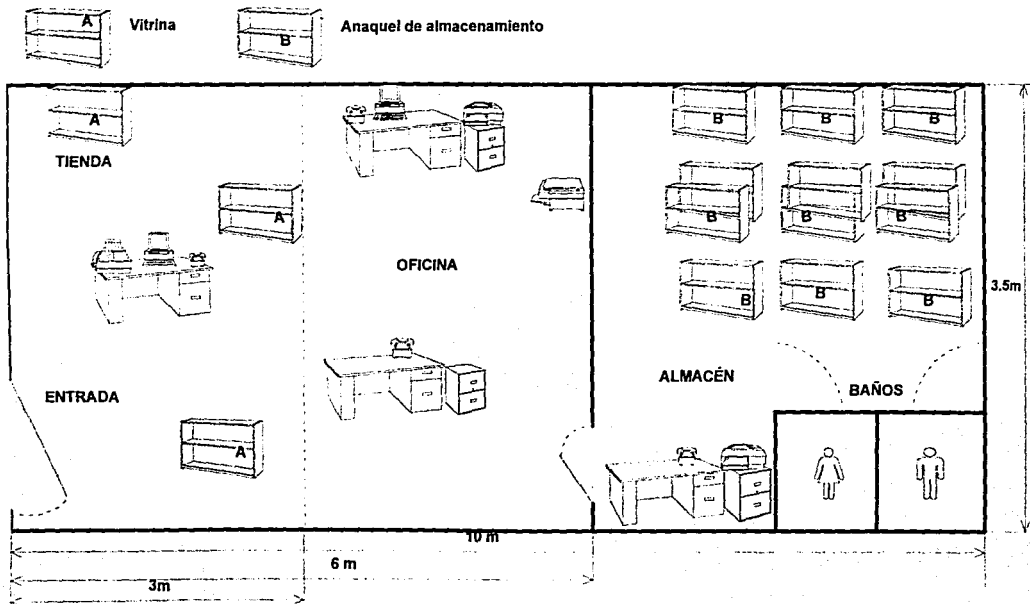 A Vitrina
B Anaquel de almacenamiento
A
B B B
TIENDA
A
B B B
OFICINA
B B B
3.5m
ALMACÉN
BAÑOS
ENTRADA
A
10 m
6 m
3m